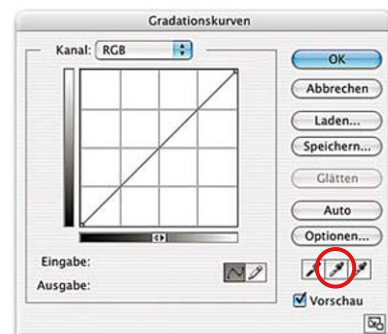 Gradationskurven
Kanal: RGB
OK
Abbrechen
Laden...
Speichern...
Glätten
Auto
Optionen...
Eingabe:
Ausgabe:
Vorschau